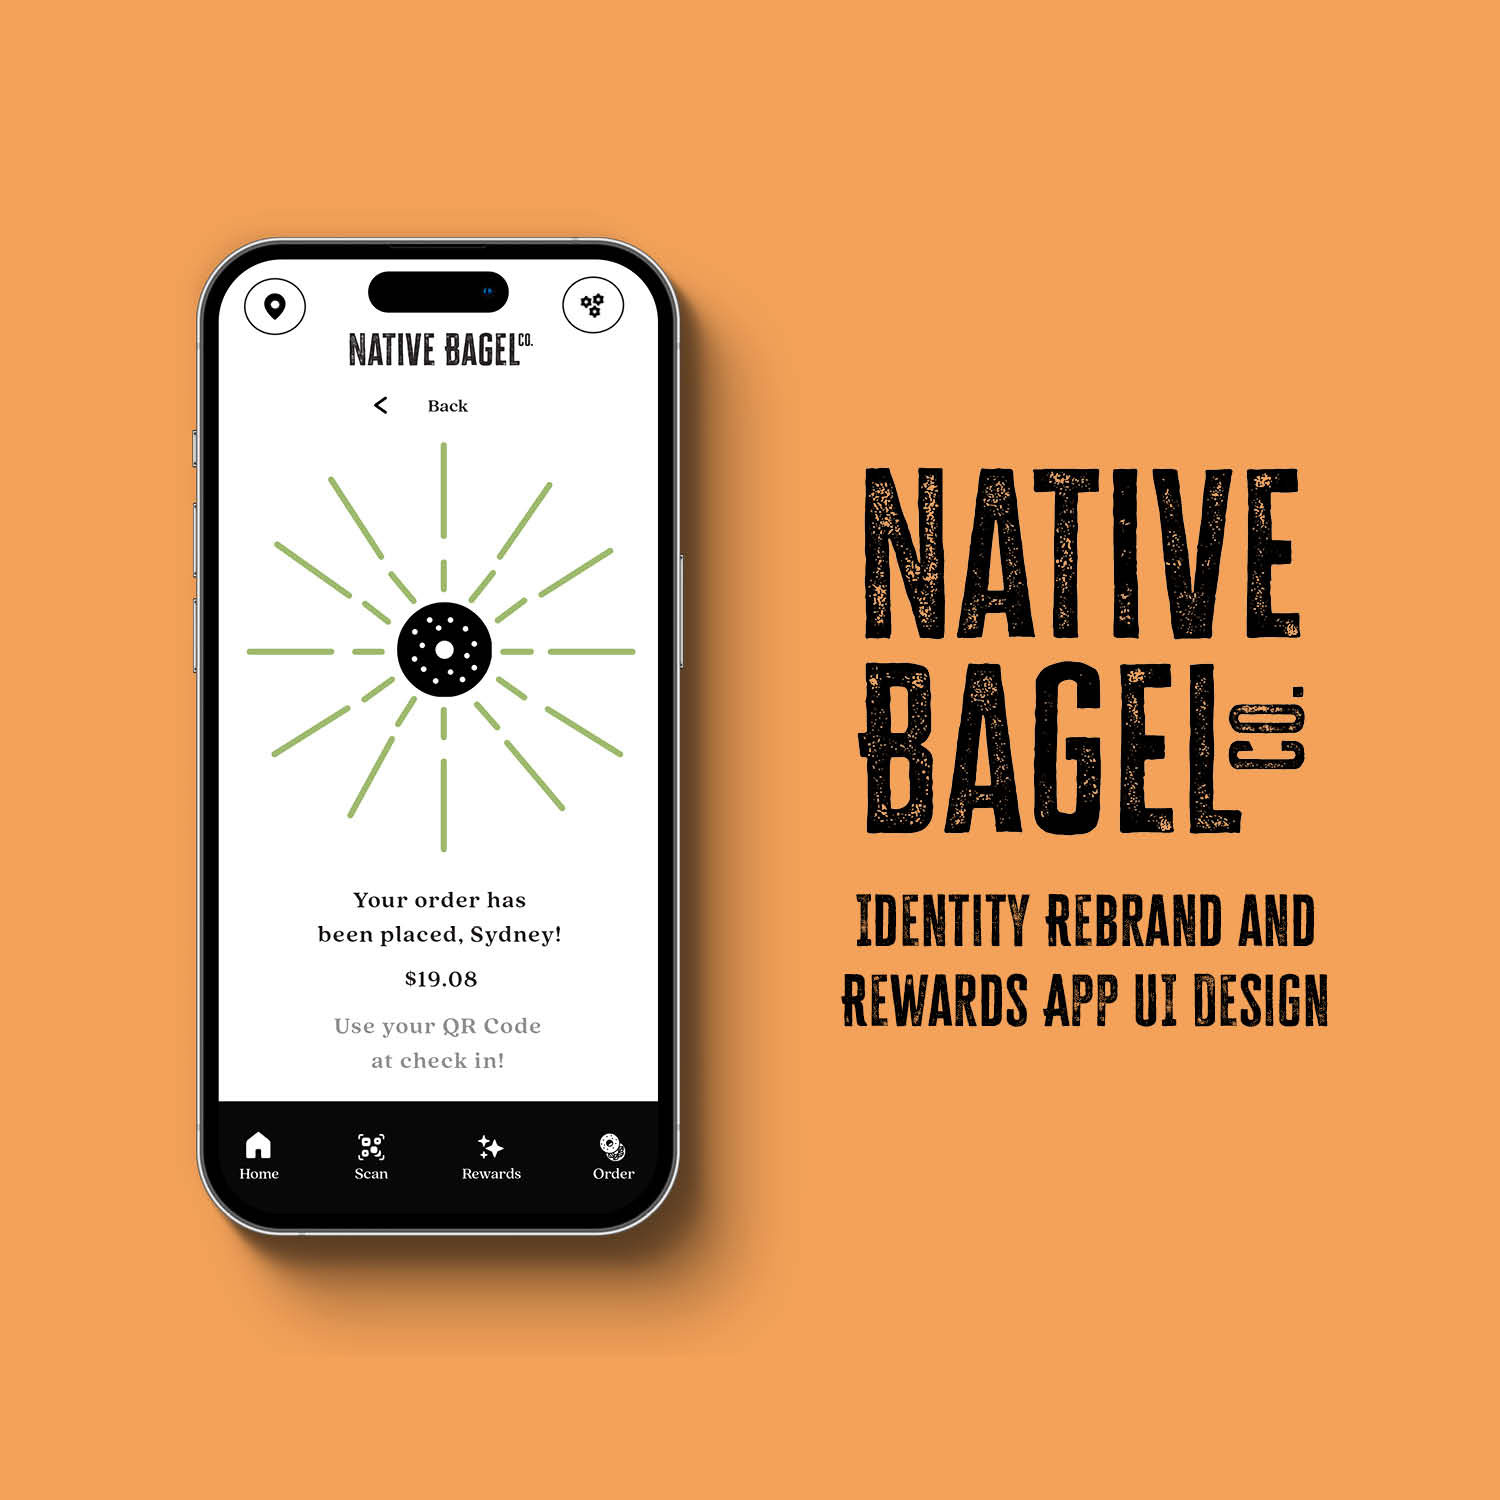 NATIVE BAGEL CO.
Back
Your order has
been placed, Sydney!
$19.08
Use your QR Code
at check in!
Home Scan Rewards Order
NATIVE
BAGEL CO.
IDENTITY REBRAND AND
REWARDS APP UI DESIGN